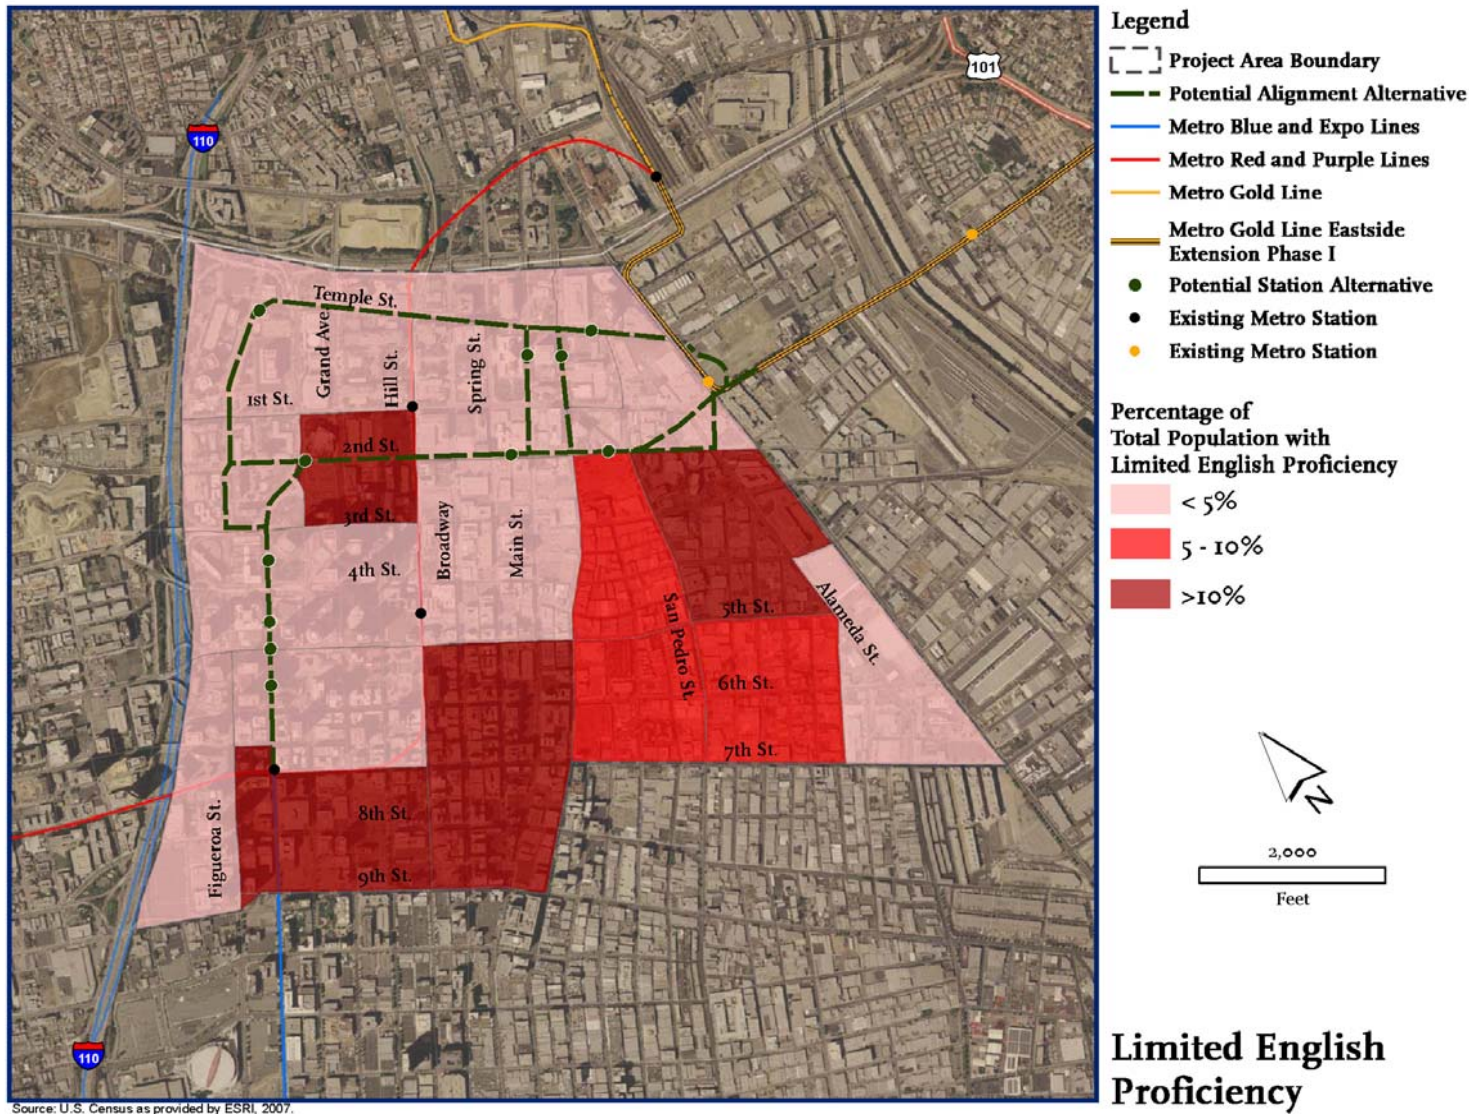 Legend
Project Area Boundary
Potential Alignment Alternative
Metro Blue and Expo Lines
Metro Red and Purple Lines
Metro Gold Line
Metro Gold Line Eastside
Extension Phase I
Potential Station Alternative
Existing Metro Station
Existing Metro Station
Percentage of
Total Population with
Limited English Proficiency
< 5%
5 - 10%
>10%
101
110
Temple St.
Grand Ave.
Hill St.
Spring St.
1st St.
2nd St.
3rd St.
4th St.
Broadway
Main St.
San Pedro St.
5th St.
Alameda St.
6th St.
7th St.
8th St.
9th St.
Figueroa St.
110
N
2,000
Feet
Limited English
Proficiency
Source: U.S. Census as provided by ESRI, 2007.